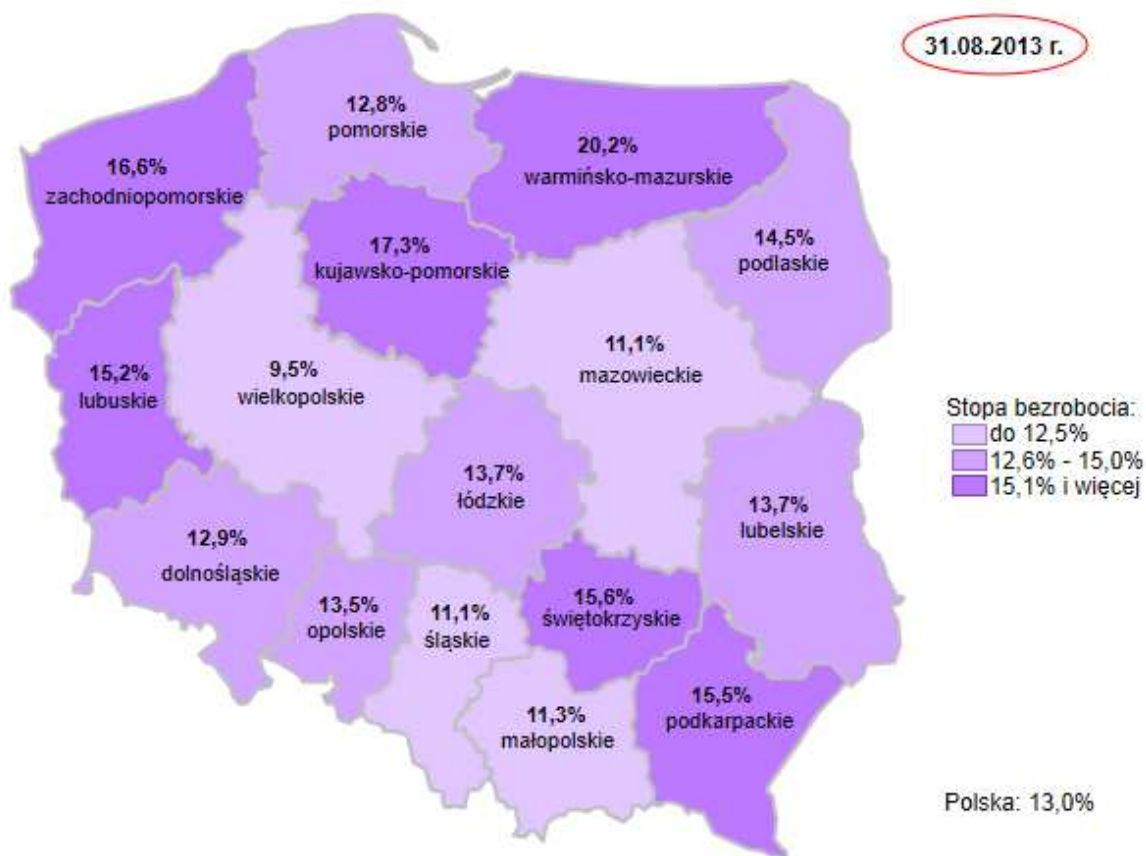 31.08.2013 r.
12,8%
pomorskie
20,2%
warmińsko-mazurskie
16,6%
zachodniopomorskie
17,3%
kujawsko-pomorskie
14,5%
podlaskie
11,1%
mazowieckie
9,5%
wielkopolskie
15,2%
lubuskie
Stopa bezrobocia:
do 12,5%
12,6% - 15,0%
15,1% i więcej
13,7%
łódzkie
13,7%
lubelskie
12,9%
dolnośląskie
13,5%
opolskie
11,1%
śląskie
15,6%
świętokrzyskie
11,3%
małopolskie
15,5%
podkarpackie
Polska: 13,0%